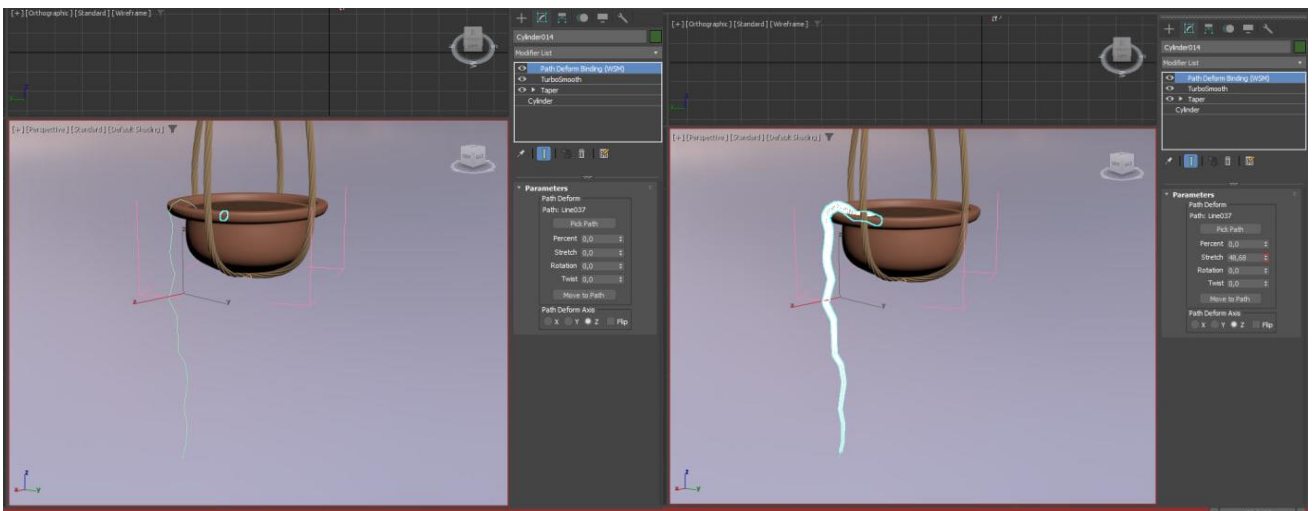 [+] [Orthographic] [Standard] [Wireframe]
Cylinder014
Modifier List
Path Deform Binding (WSM)
TurboSmooth
Taper
Cylinder
[+] [Perspective] [Standard] [Default Shading]
Parameters
Path Deform
Path: Line037
Pick Path
Percent 0,0
Stretch 0,0
Rotation 0,0
Twist 0,0
Move to Path
Path Deform Axis
X Y Z Flip
z
x
y
z
x
y
[+] [Orthographic] [Standard] [Wireframe]
Cylinder014
Modifier List
Path Deform Binding (WSM)
TurboSmooth
Taper
Cylinder
[+] [Perspective] [Standard] [Default Shading]
Parameters
Path Deform
Path: Line037
Pick Path
Percent 0,0
Stretch 48,68
Rotation 0,0
Twist 0,0
Move to Path
Path Deform Axis
X Y Z Flip
x
y
z
x
y